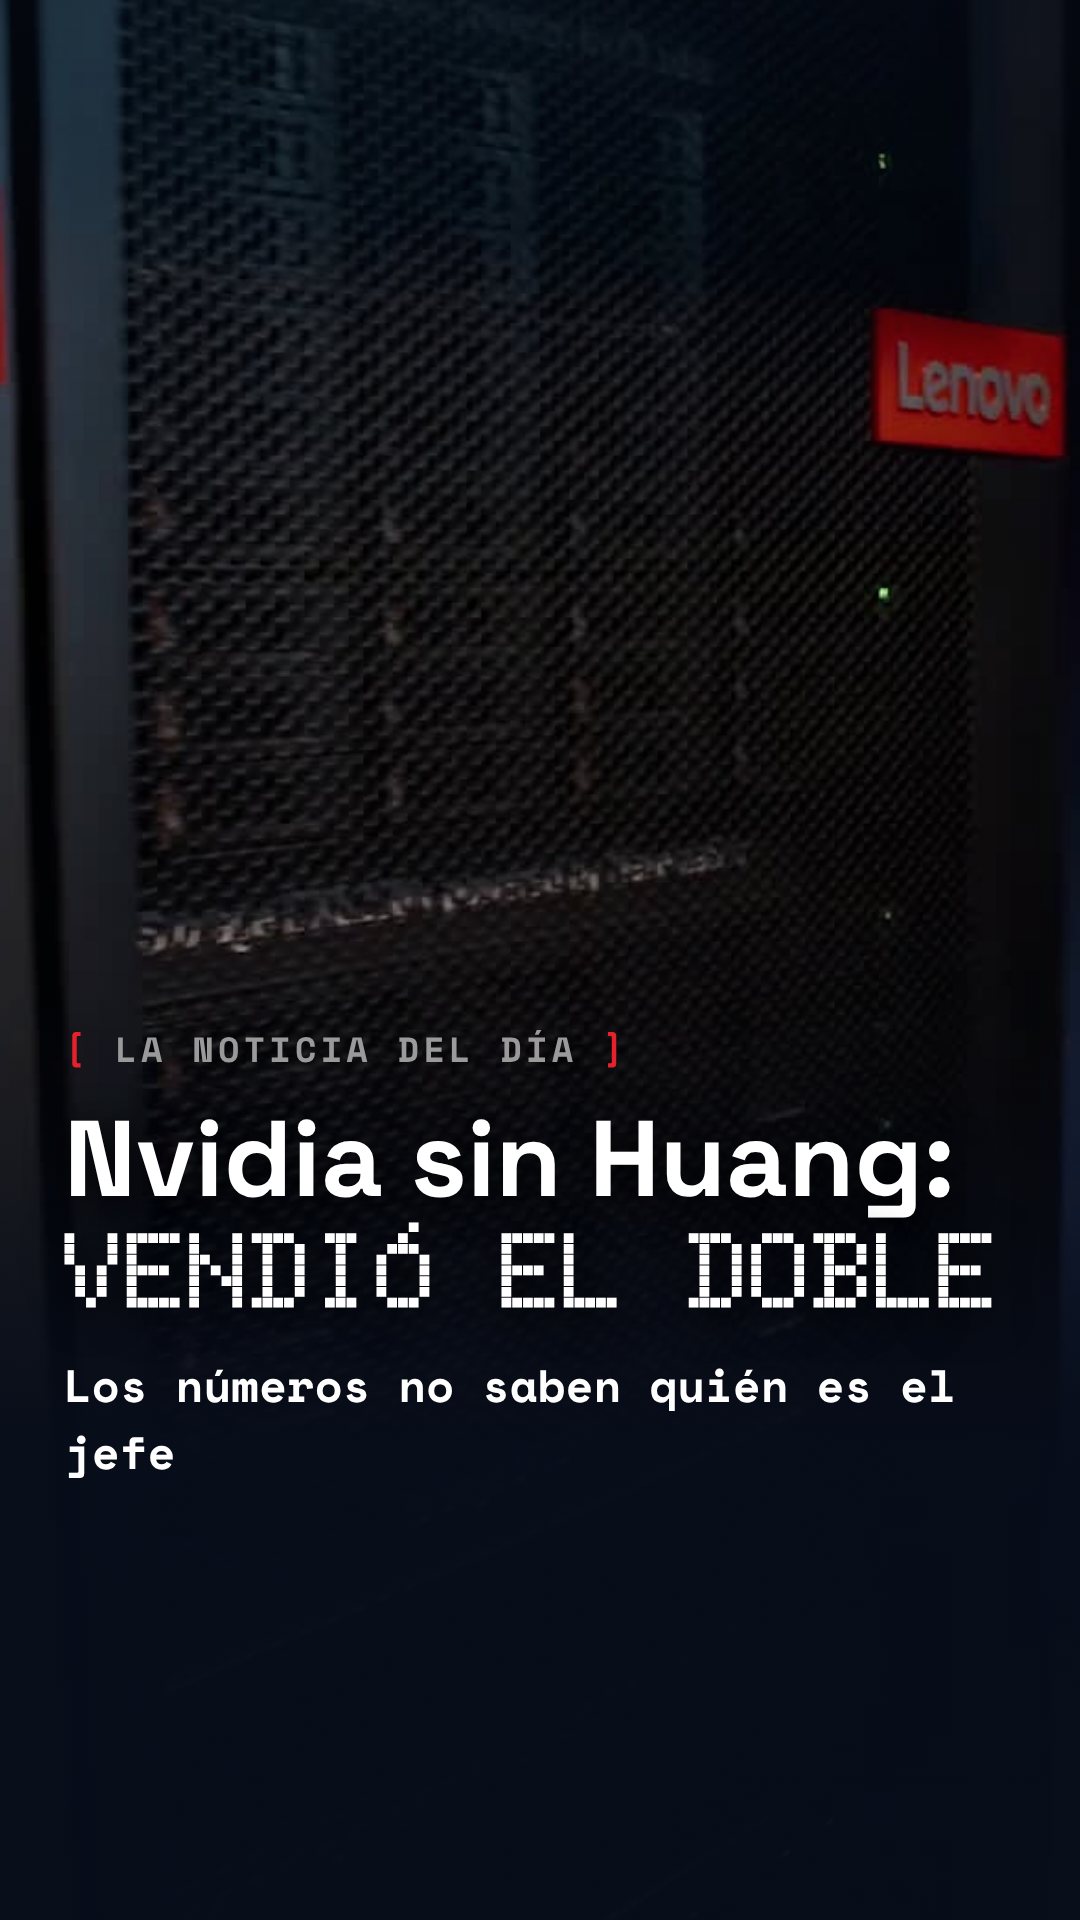 Lenovo
[ LA NOTICIA DEL DÍA ]
Nvidia sin Huang:
VENDIÓ EL DOBLE
Los números no saben quién es el
jefe